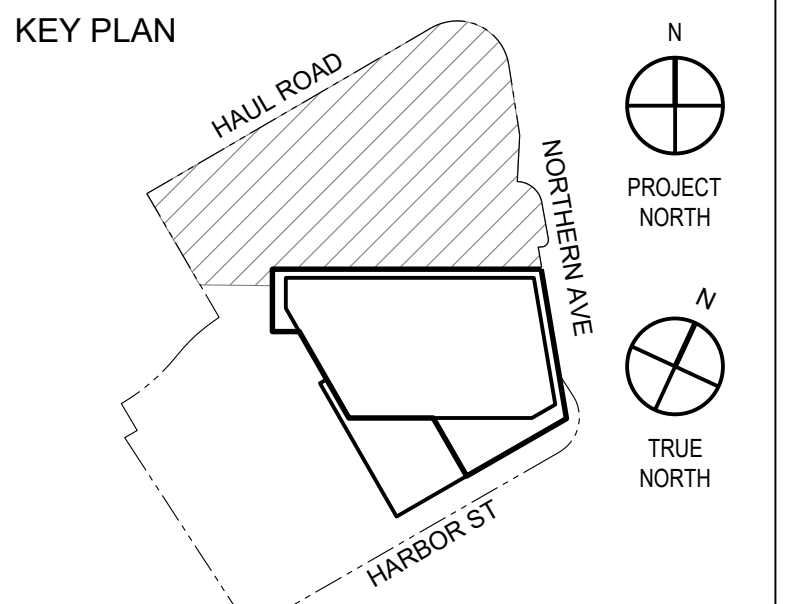 KEY PLAN
HAUL ROAD
NORTHERN AVE
HARBOR ST
N
PROJECT
NORTH
N
TRUE
NORTH